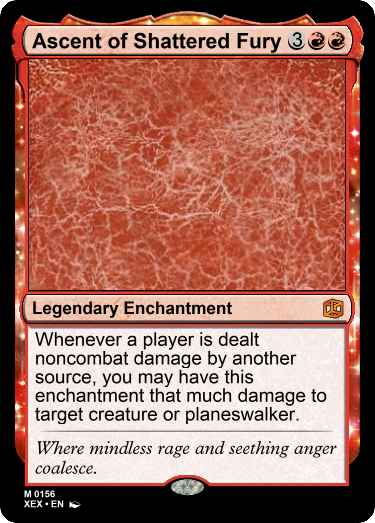 Ascent of Shattered Fury 3
Legendary Enchantment
Whenever a player is dealt
noncombat damage by another
source, you may have this
enchantment that much damage to
target creature or planeswalker.
Where mindless rage and seething anger
coalesce.
M 0156
XEX • EN